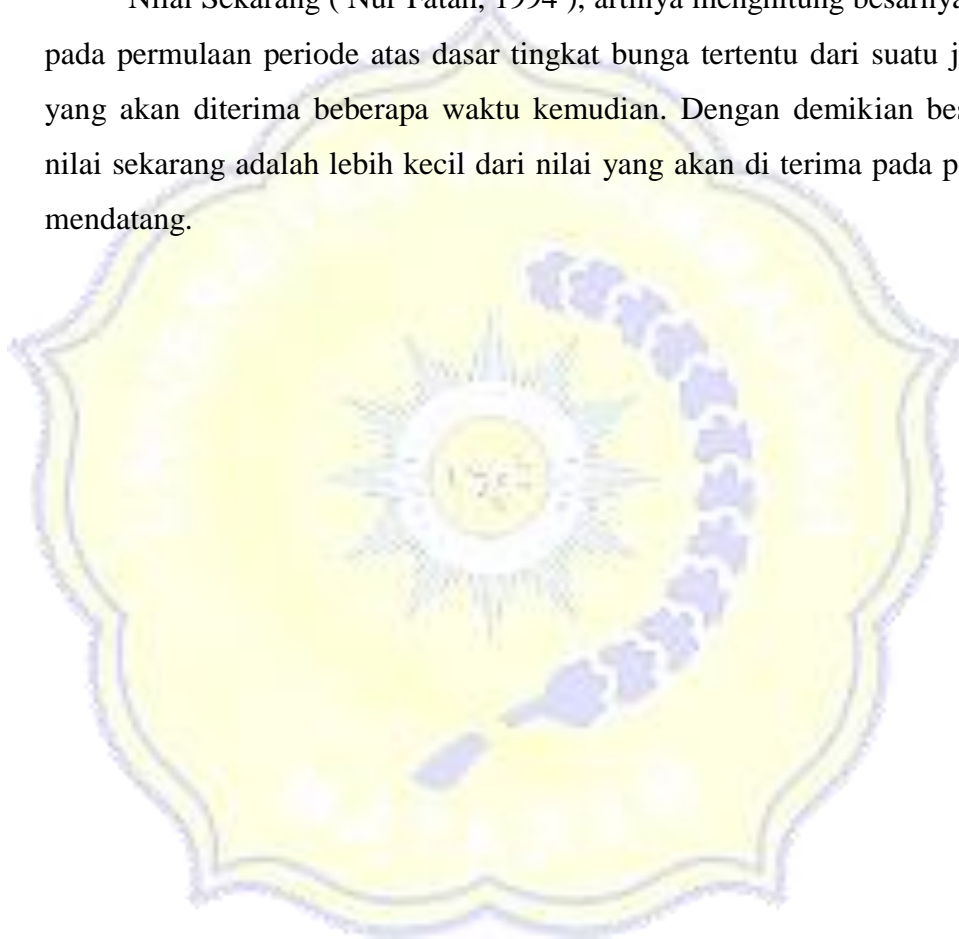 Nilai Sekarang ( Nur Fatah, 1994 ), artinya menghitung besarnya
pada permulaan periode atas dasar tingkat bunga tertentu dari suatu j
yang akan diterima beberapa waktu kemudian. Dengan demikian bes
nilai sekarang adalah lebih kecil dari nilai yang akan di terima pada p
mendatang.